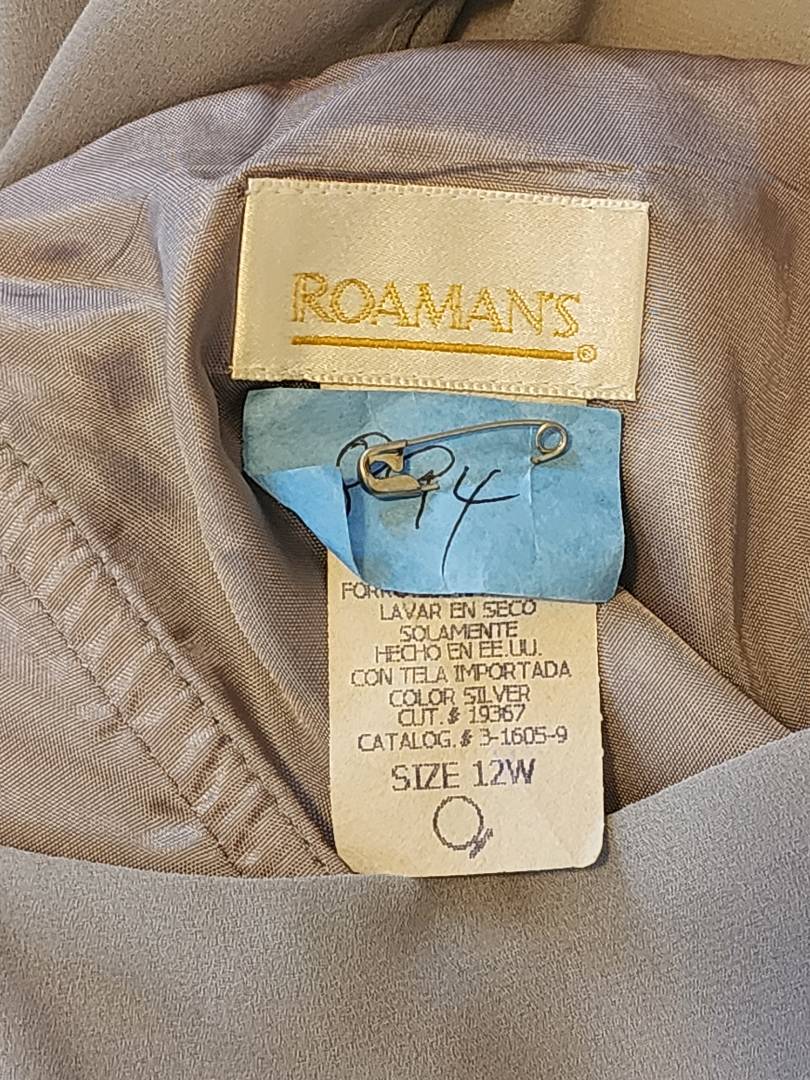 ROAMAN'S®
LAVAR EN SECO
SOLAMENTE
HECHO EN EE.UU.
CON TELA IMPORTADA
COLOR SILVER
CUT.# 19367
CATALOG.# 3-1605-9
SIZE 12W